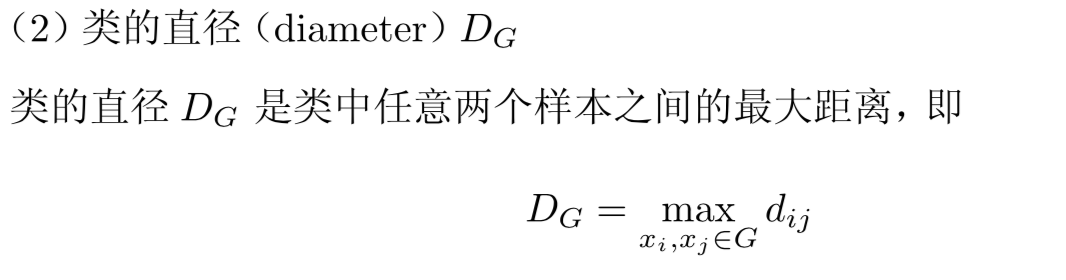 （2）类的直径（diameter）D_G
类的直径 D_G 是类中任意两个样本之间的最大距离，即
D_G = max_{x_i,x_j∈G} d_{ij}